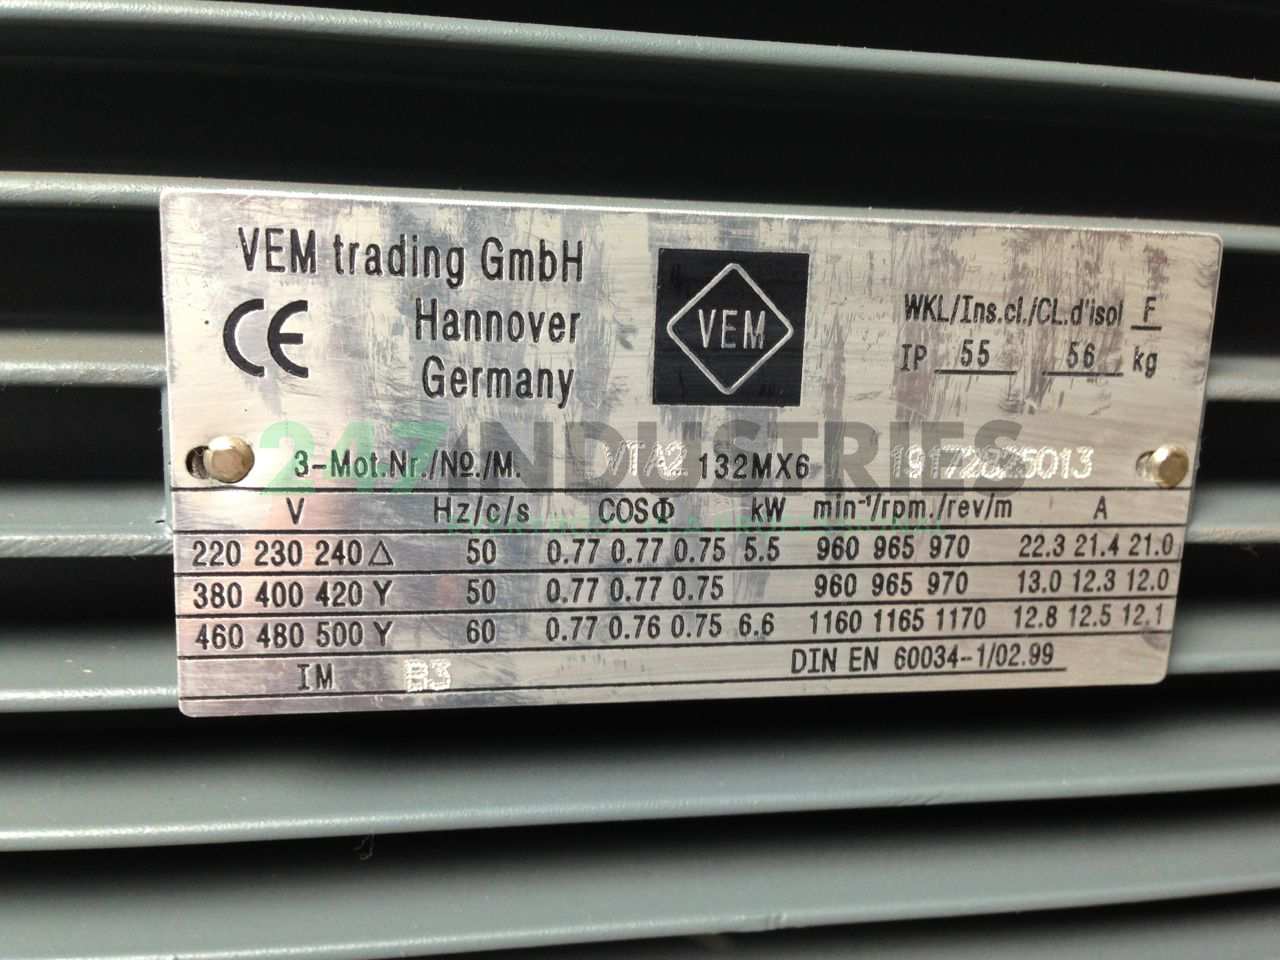 VEM trading GmbH
Hannover
Germany
CE
VEM
WKL/Ins.cl./CL.d'isol F
IP 55 56 kg
247 INDUSTRIES
3-Mot.Nr./No./M. VTA2 132MX6 19172825013
V Hz/c/s COSΦ kW min⁻¹/rpm./rev/m A
220 230 240 Δ 50 0.77 0.77 0.75 5.5 960 965 970 22.3 21.4 21.0
380 400 420 Y 50 0.77 0.77 0.75 960 965 970 13.0 12.3 12.0
460 480 500 Y 60 0.77 0.76 0.75 6.6 1160 1165 1170 12.8 12.5 12.1
IM B3 DIN EN 60034-1/02.99